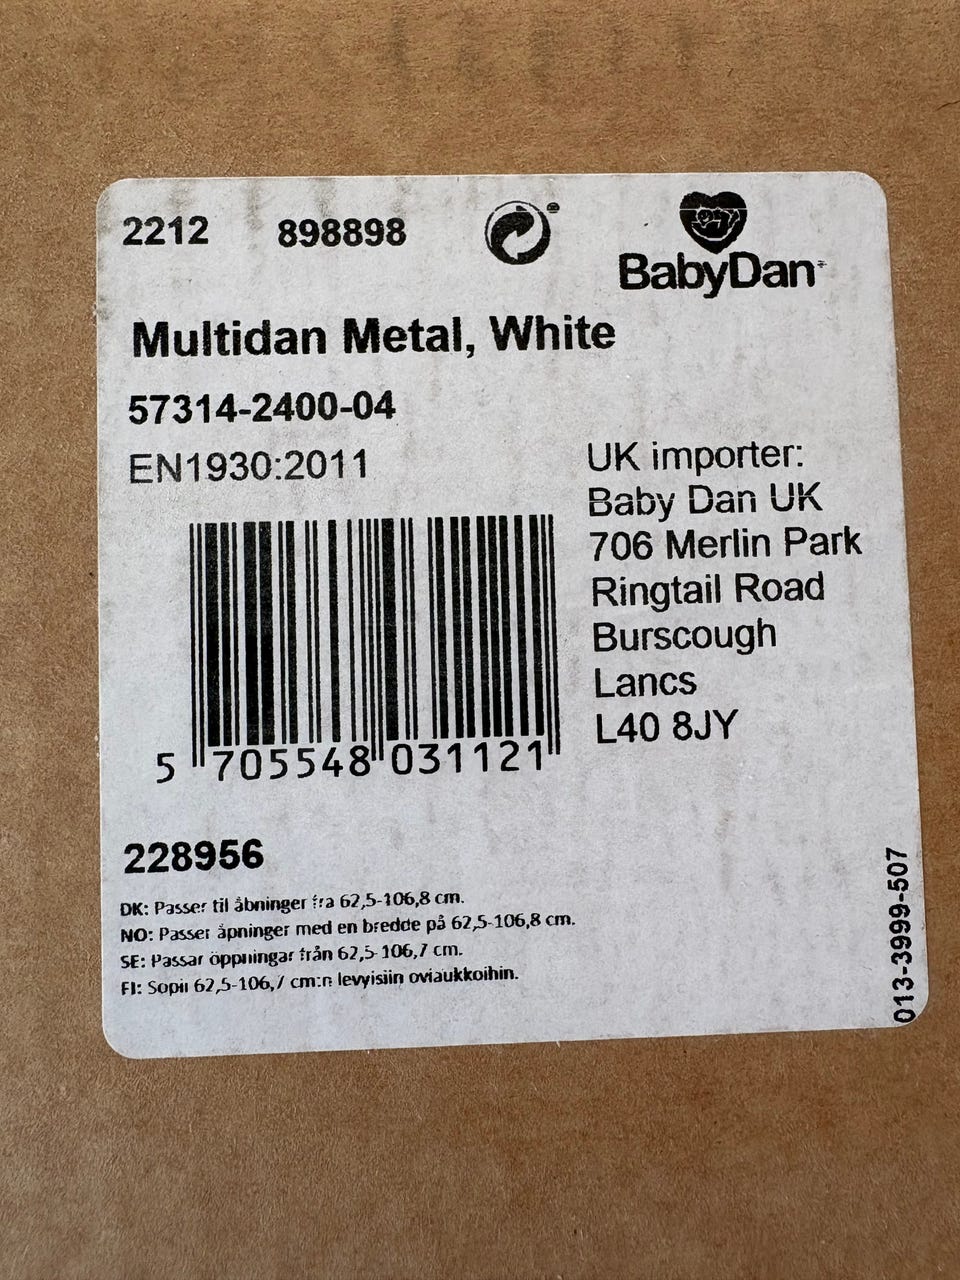 2212 898898
BabyDan
Multidan Metal, White
57314-2400-04
EN1930:2011
UK importer:
Baby Dan UK
706 Merlin Park
Ringtail Road
Burscough
Lancs
L40 8JY
5 705548 031121
228956
DK: Passer til åbninger fra 62,5-106,8 cm.
NO: Passer åpninger med en bredde på 62,5-106,8 cm.
SE: Passar öppningar från 62,5-106,7 cm.
FI: Sopii 62,5-106,7 cm:n levyisiin oviaukkoihin.
013-3999-507